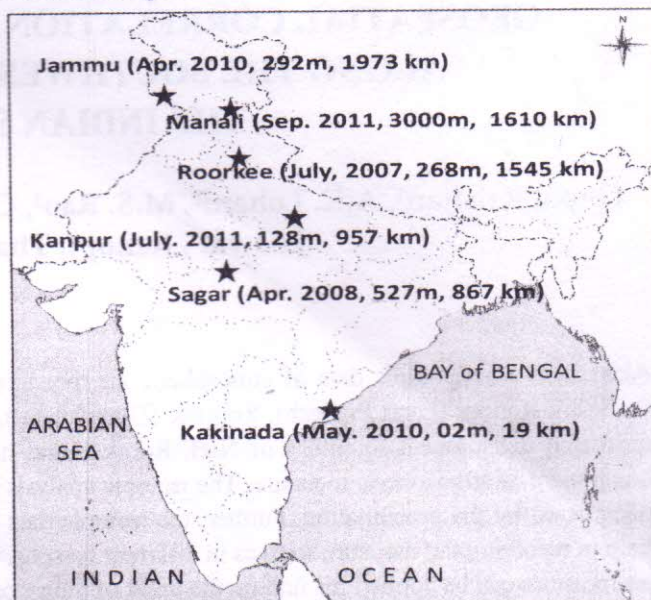 N
Jammu (Apr. 2010, 292m, 1973 km)
Manali (Sep. 2011, 3000m, 1610 km)
Roorkee (July, 2007, 268m, 1545 km)
Kanpur (July. 2011, 128m, 957 km)
Sagar (Apr. 2008, 527m, 867 km)
BAY of BENGAL
Kakinada (May. 2010, 02m, 19 km)
ARABIAN
SEA
INDIAN OCEAN